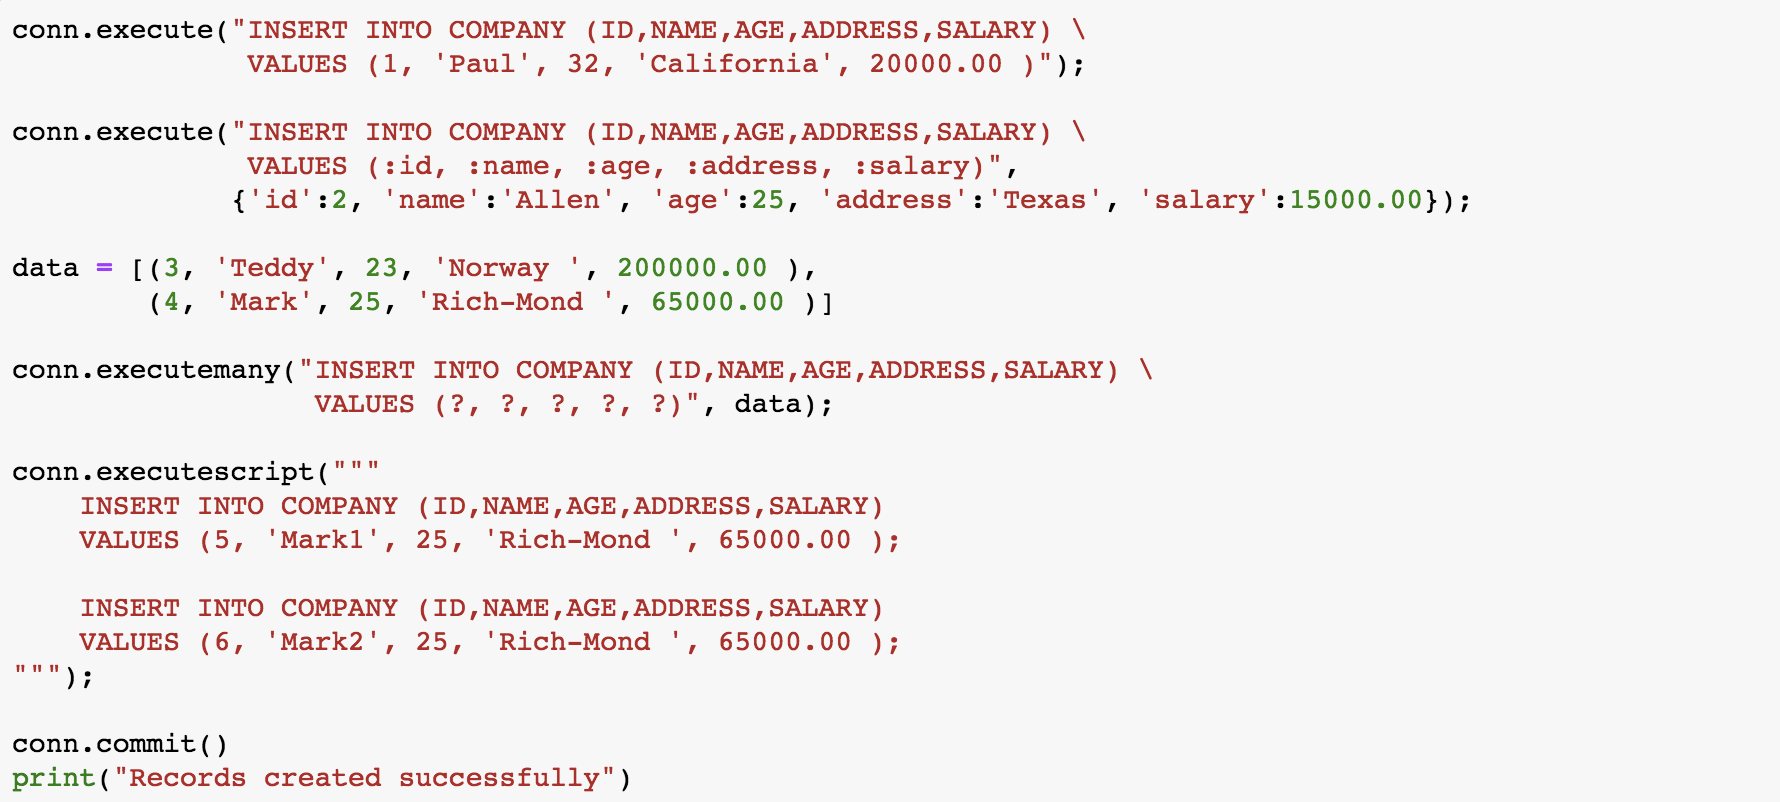 conn.execute("INSERT INTO COMPANY (ID,NAME,AGE,ADDRESS,SALARY) \
              VALUES (1, 'Paul', 32, 'California', 20000.00 )");

conn.execute("INSERT INTO COMPANY (ID,NAME,AGE,ADDRESS,SALARY) \
              VALUES (:id, :name, :age, :address, :salary)",
             {'id':2, 'name':'Allen', 'age':25, 'address':'Texas', 'salary':15000.00});

data = [(3, 'Teddy', 23, 'Norway ', 200000.00 ),
        (4, 'Mark', 25, 'Rich-Mond ', 65000.00 )]

conn.executemany("INSERT INTO COMPANY (ID,NAME,AGE,ADDRESS,SALARY) \
                  VALUES (?, ?, ?, ?, ?)", data);

conn.executescript("""
    INSERT INTO COMPANY (ID,NAME,AGE,ADDRESS,SALARY)
    VALUES (5, 'Mark1', 25, 'Rich-Mond ', 65000.00 );

    INSERT INTO COMPANY (ID,NAME,AGE,ADDRESS,SALARY)
    VALUES (6, 'Mark2', 25, 'Rich-Mond ', 65000.00 );
""");

conn.commit()
print("Records created successfully")